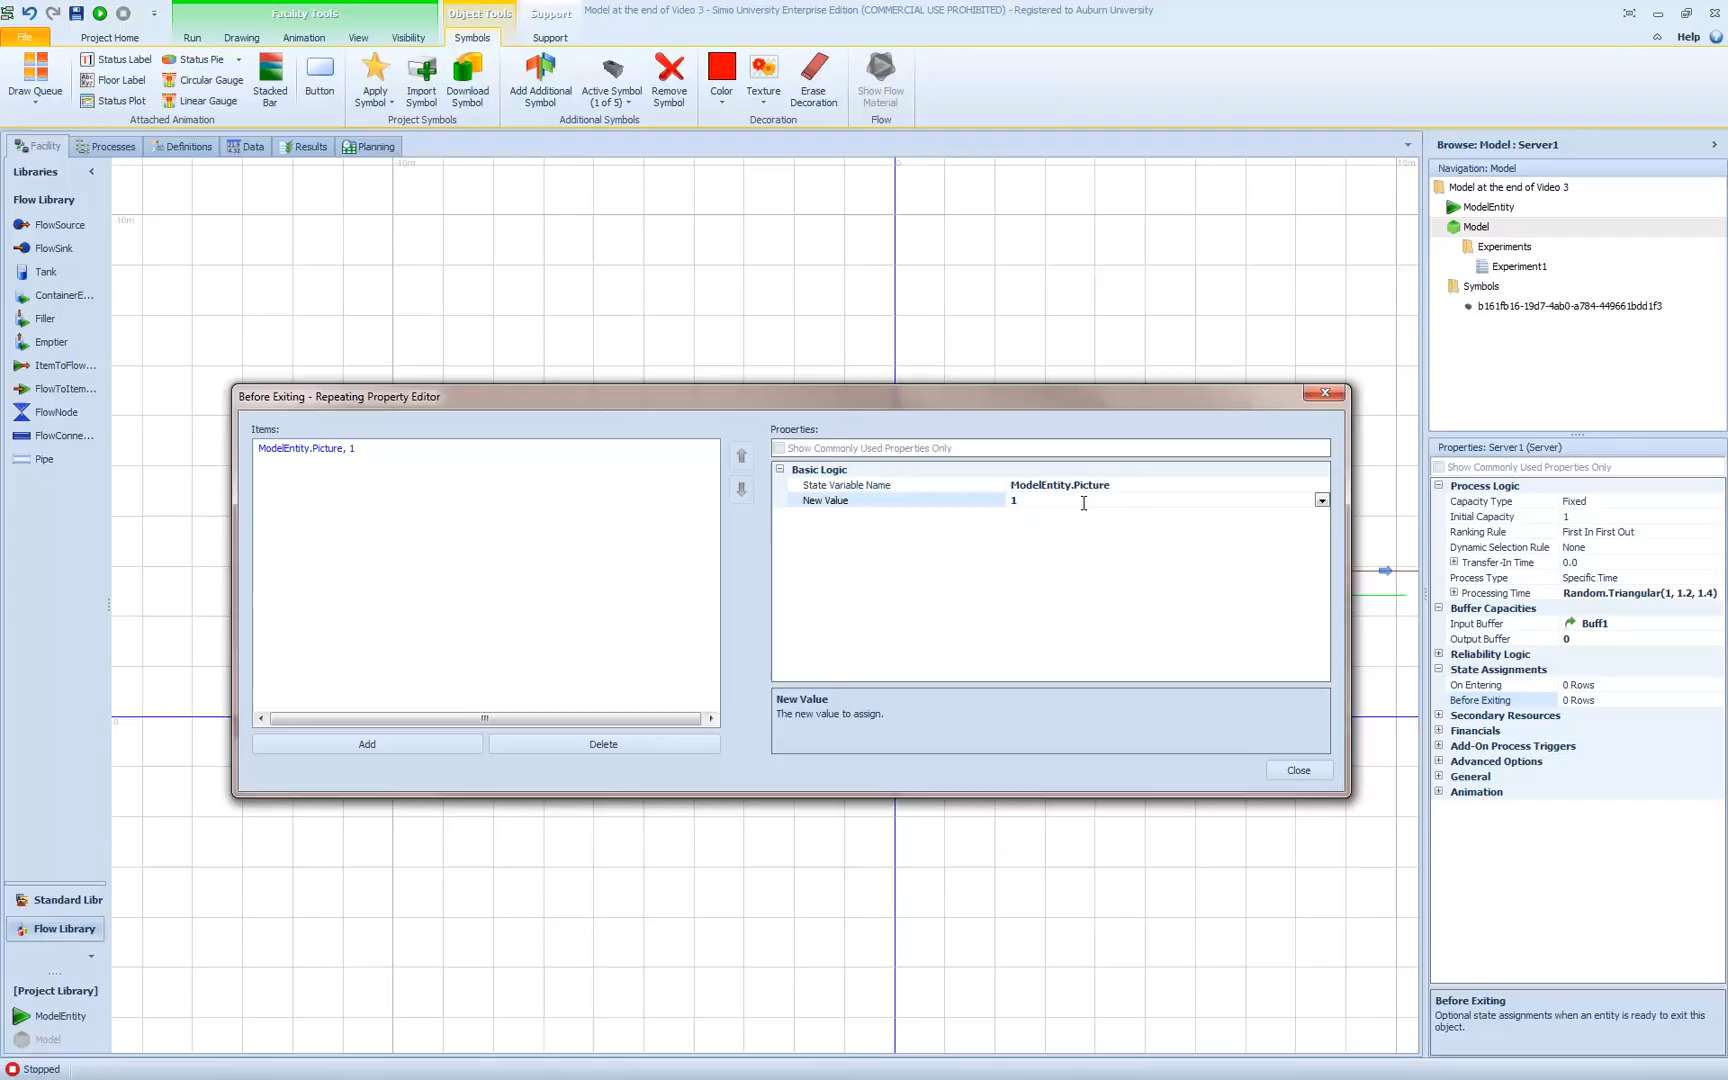 Facility Tools
Object Tools
Support
Model at the end of Video 3 - Simio University Enterprise Edition (COMMERCIAL USE PROHIBITED) - Registered to Auburn University
File
Project Home
Run
Drawing
Animation
View
Visibility
Symbols
Support
Help
Draw Queue
Status Label
Floor Label
Status Plot
Status Pie
Circular Gauge
Linear Gauge
Stacked Bar
Button
Attached Animation
Apply Symbol
Import Symbol
Download Symbol
Project Symbols
Add Additional Symbol
Active Symbol (1 of 5)
Remove Symbol
Additional Symbols
Color
Texture
Erase Decoration
Decoration
Show Flow Material
Flow
Facility
Processes
Definitions
Data
Results
Planning
Libraries
Flow Library
FlowSource
FlowSink
Tank
ContainerE...
Filler
Emptier
ItemToFlow...
FlowToItem...
FlowNode
FlowConne...
Pipe
Standard Libr
Flow Library
[Project Library]
ModelEntity
Model
Stopped
-10m
0
10m
-10m
0
Before Exiting - Repeating Property Editor
Items:
ModelEntity.Picture, 1
Add
Delete
Properties:
Show Commonly Used Properties Only
Basic Logic
State Variable Name
ModelEntity.Picture
New Value
1
New Value
The new value to assign.
Close
Browse: Model : Server1
Navigation: Model
Model at the end of Video 3
ModelEntity
Model
Experiments
Experiment1
Symbols
b161fb16-19d7-4ab0-a784-449661bdd1f3
Properties: Server1 (Server)
Show Commonly Used Properties Only
Process Logic
Capacity Type Fixed
Initial Capacity 1
Ranking Rule First In First Out
Dynamic Selection Rule None
Transfer-In Time 0.0
Process Type Specific Time
Processing Time Random.Triangular(1, 1.2, 1.4)
Buffer Capacities
Input Buffer Buff1
Output Buffer 0
Reliability Logic
State Assignments
On Entering 0 Rows
Before Exiting 0 Rows
Secondary Resources
Financials
Add-On Process Triggers
Advanced Options
General
Animation
Before Exiting
Optional state assignments when an entity is ready to exit this
object.